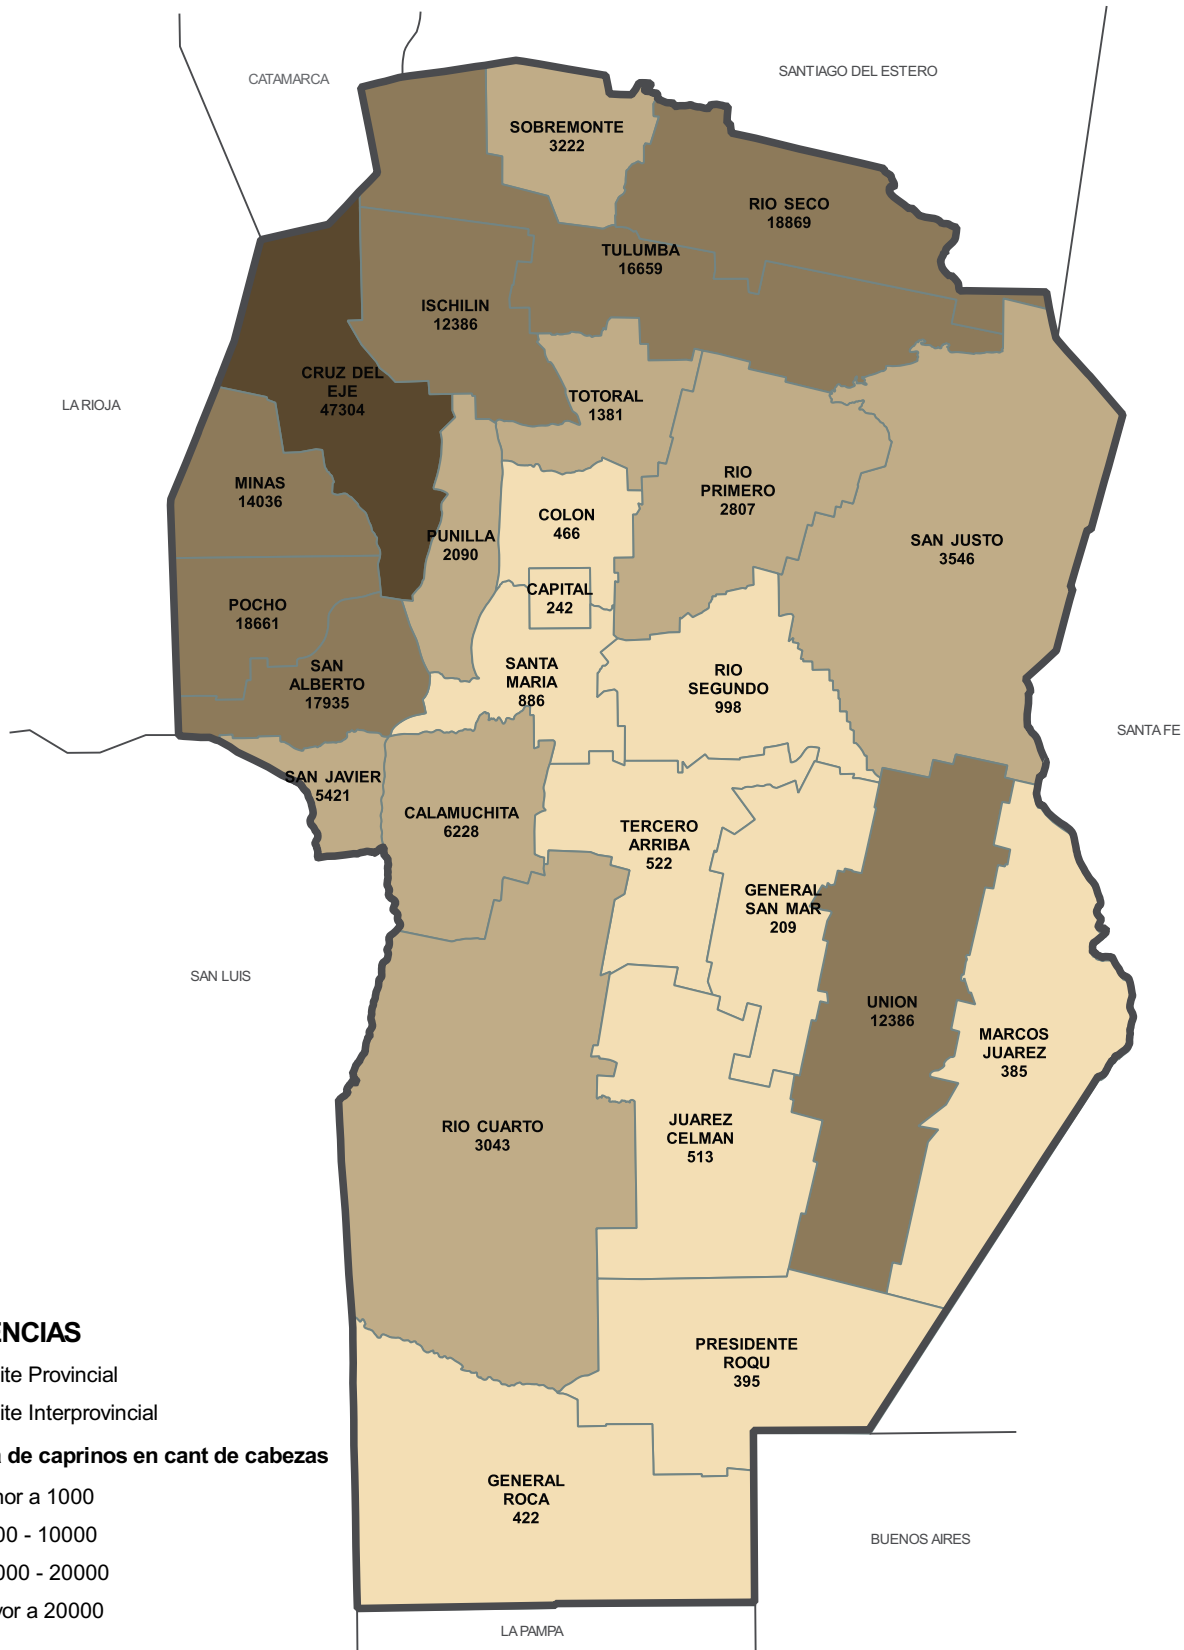 CATAMARCA
SANTIAGO DEL ESTERO
SOBREMONTE
3222
RIO SECO
18869
TULUMBA
16659
ISCHILIN
12386
CRUZ DEL
EJE
47304
LA RIOJA
TOTORAL
1381
MINAS
14036
RIO
PRIMERO
2807
COLON
466
PUNILLA
2090
SAN JUSTO
3546
CAPITAL
242
POCHO
18661
SAN
ALBERTO
17935
SANTA
MARIA
886
RIO
SEGUNDO
998
SANTA FE
SAN JAVIER
5421
CALAMUCHITA
6228
TERCERO
ARRIBA
522
GENERAL
SAN MAR
209
SAN LUIS
UNION
12386
MARCOS
JUAREZ
385
RIO CUARTO
3043
JUAREZ
CELMAN
513
PRESIDENTE
ROQU
395
GENERAL
ROCA
422
BUENOS AIRES
LA PAMPA
ENCIAS
ite Provincial
ite Interprovincial
a de caprinos en cant de cabezas
nor a 1000
00 - 10000
000 - 20000
yor a 20000